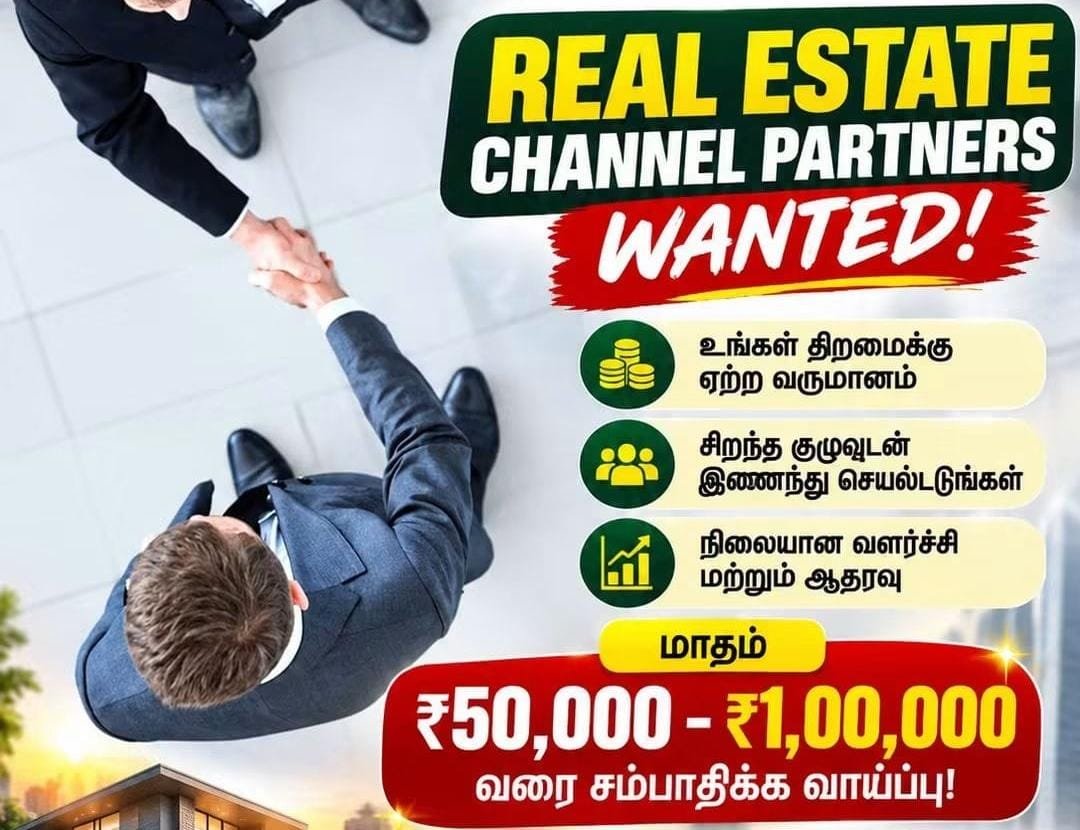 REAL ESTATE
CHANNEL PARTNERS
WANTED!
உங்கள் திறமைக்கு
ஏற்ற வருமானம்
சிறந்த குழுவுடன்
இணைந்து செயல்டடுங்கள்
நிலையான வளர்ச்சி
மற்றும் ஆதரவு
மாதம்
₹50,000 - ₹1,00,000
வரை சம்பாதிக்க வாய்ப்பு!